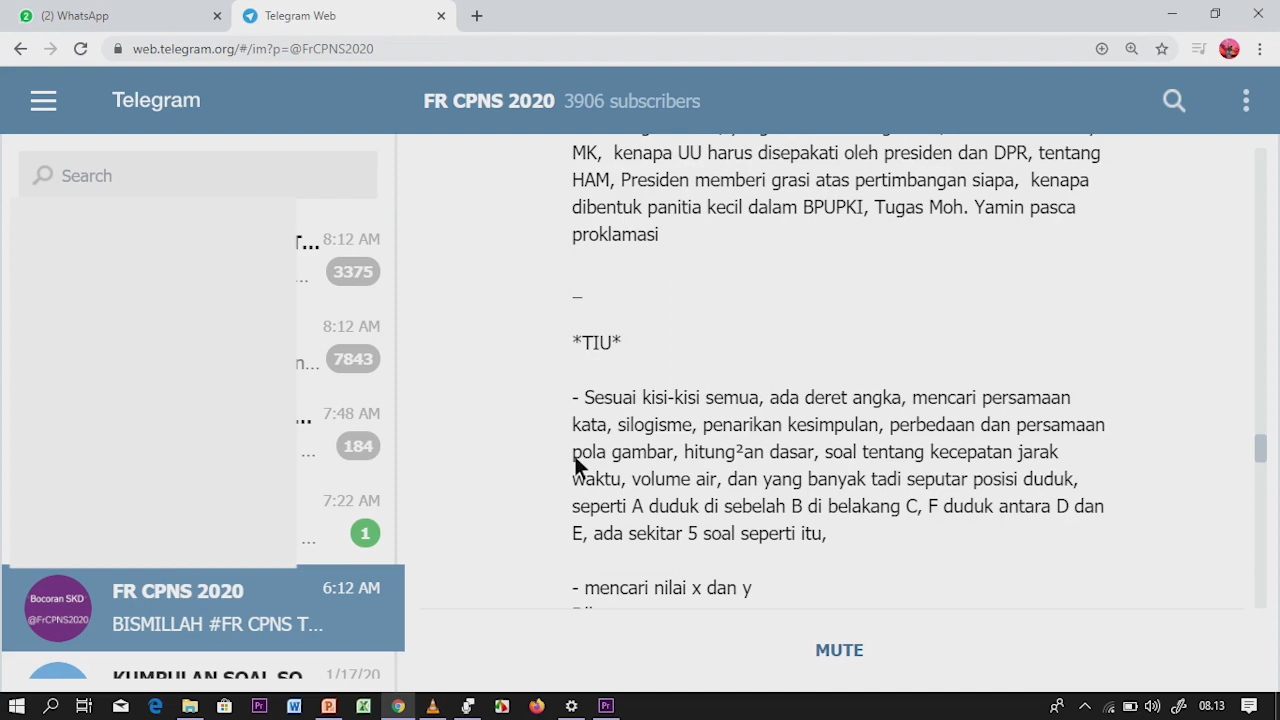 (2) WhatsApp
Telegram Web
web.telegram.org/#/im?p=@FrCPNS2020
Telegram
FR CPNS 2020 3906 subscribers
Search
T... 8:12 AM
... 3375
8:12 AM
n... 7843
... 7:48 AM
... 184
7:22 AM
... 1
Bocoran SKD
@FrCPNS2020
FR CPNS 2020 6:12 AM
BISMILLAH #FR CPNS T...
KUMPULAN SOAL SO 1/17/20
MK, kenapa UU harus disepakati oleh presiden dan DPR, tentang
HAM, Presiden memberi grasi atas pertimbangan siapa, kenapa
dibentuk panitia kecil dalam BPUPKI, Tugas Moh. Yamin pasca
proklamasi
_
*TIU*
- Sesuai kisi-kisi semua, ada deret angka, mencari persamaan
kata, silogisme, penarikan kesimpulan, perbedaan dan persamaan
pola gambar, hitung²an dasar, soal tentang kecepatan jarak
waktu, volume air, dan yang banyak tadi seputar posisi duduk,
seperti A duduk di sebelah B di belakang C, F duduk antara D dan
E, ada sekitar 5 soal seperti itu,
- mencari nilai x dan y
MUTE
08.13